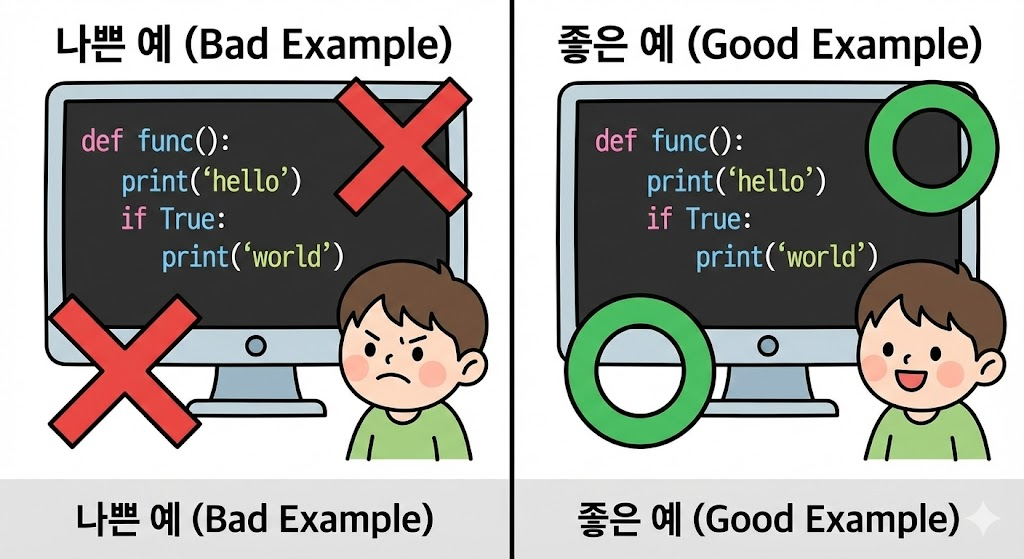 나쁜 예 (Bad Example)
def func():
print(‘hello’)
if True:
print(‘world’)
나쁜 예 (Bad Example)
좋은 예 (Good Example)
def func():
print(‘hello’)
if True:
print(‘world’)
좋은 예 (Good Example)